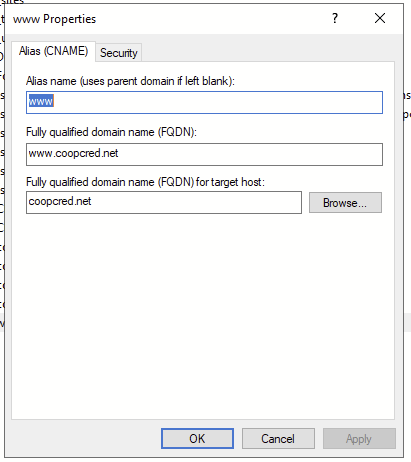 www Properties
?
Alias (CNAME)
Security
Alias name (uses parent domain if left blank):
www
Fully qualified domain name (FQDN):
www.coopcred.net
Fully qualified domain name (FQDN) for target host:
coopcred.net
Browse...
OK
Cancel
Apply